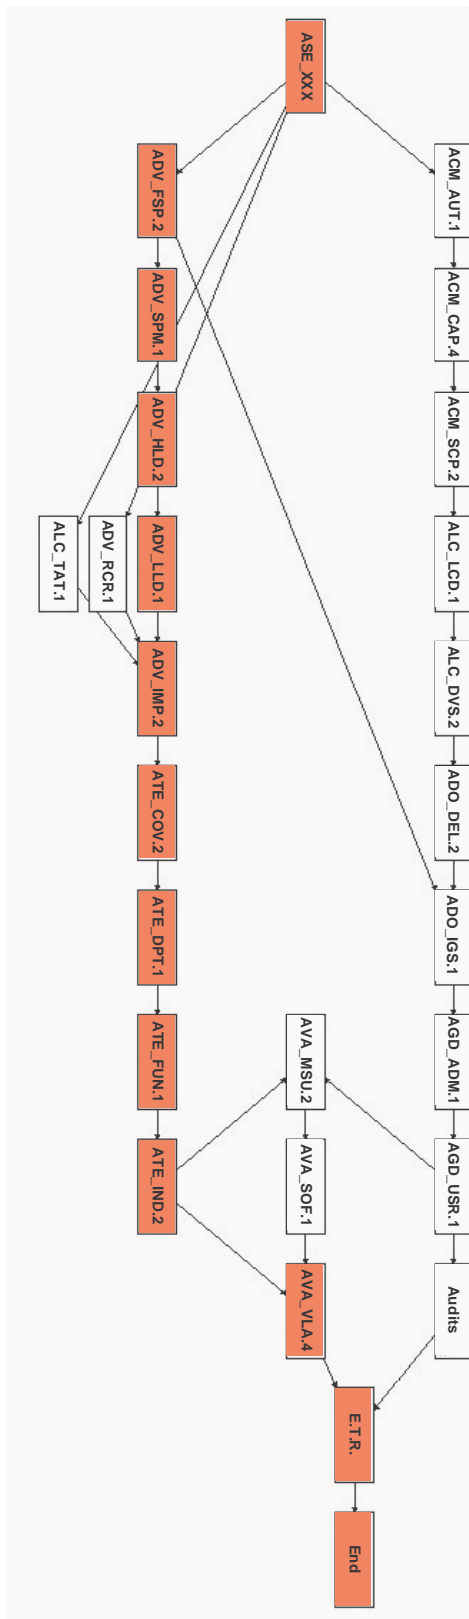 ASE_XXX
ACM_AUT.1
ACM_CAP.4
ACM_SCP.2
ALC_LCD.1
ALC_DVS.2
ADO_DEL.2
ADO_IGS.1
AGD_ADM.1
AGD_USR.1
Audits
AVA_MSU.2
AVA_SOF.1
AVA_VLA.4
E.T.R.
End
ADV_FSP.2
ADV_SPM.1
ADV_HLD.2
ADV_LLD.1
ADV_IMP.2
ATE_COV.2
ATE_DPT.1
ATE_FUN.1
ATE_IND.2
ADV_RCR.1
ALC_TAT.1